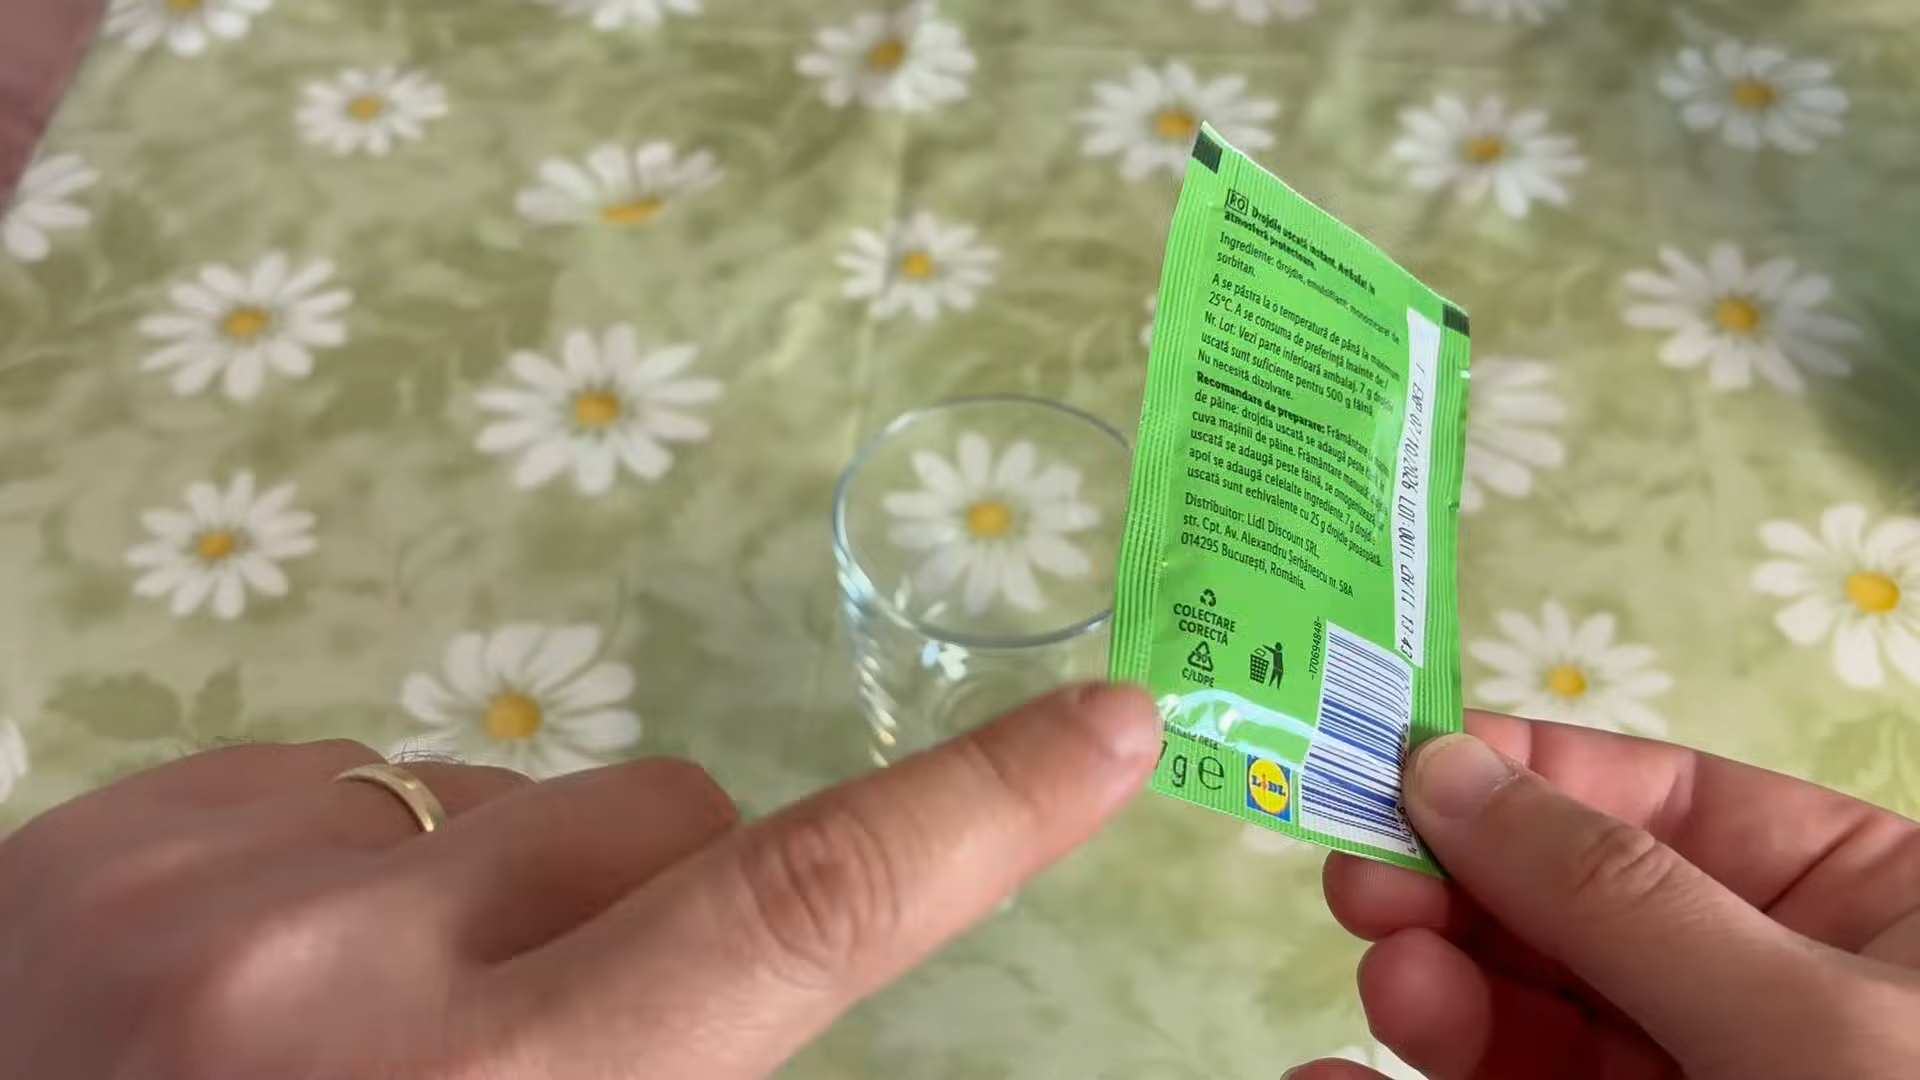 RO Drojdie uscată instant. Ambalat în
atmosferă protectoare.
Ingrediente: drojdie, emulsifiant: monostearat de
sorbitan.
A se păstra la o temperatură de până la maximum
25°C. A se consuma de preferință înainte de:/
Nr. Lot: Vezi parte inferioară ambalaj. 7 g drojdie
uscată sunt suficiente pentru 500 g făină.
Nu necesită dizolvare.
Recomandare de preparare: Frământare
de pâine: drojdia uscată se adaugă peste
cuva mașinii de pâine. Frământare manuală:
uscată se adaugă peste făină, se omogenizează
apoi se adaugă celelalte ingrediente. 7 g drojdie
uscată sunt echivalente cu 25 g drojdie proaspătă.
Distribuitor: Lidl Discount SRL,
str. Cpt. Av. Alexandru Șerbănescu nr. 58A
014295 București, România.
COLECTARE
CORECTĂ
90
C/LDPE
-170694848-
7 g e
LIDL